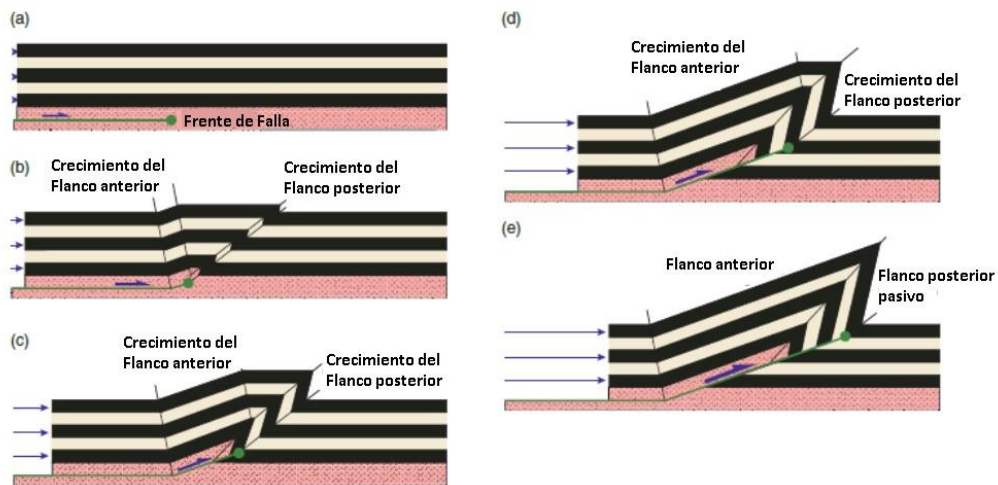 (a)
Frente de Falla
(b)
Crecimiento del
Flanco anterior
Crecimiento del
Flanco posterior
(c)
Crecimiento del
Flanco anterior
Crecimiento del
Flanco posterior
(d)
Crecimiento del
Flanco anterior
Crecimiento del
Flanco posterior
(e)
Flanco anterior
Flanco posterior
pasivo